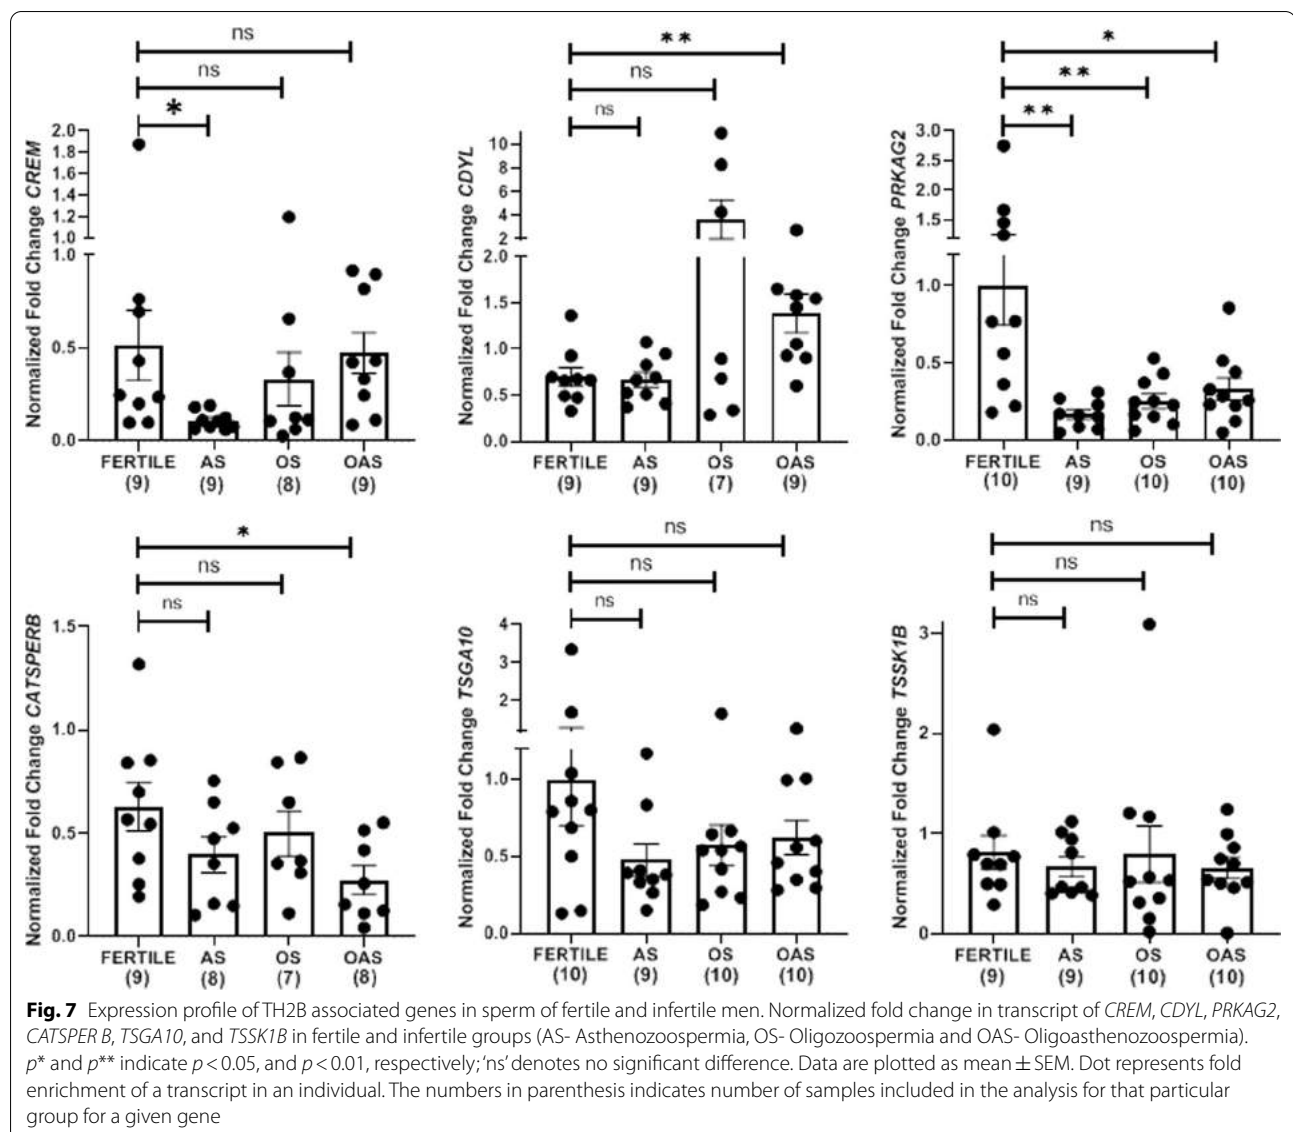 ns
ns
*
Normalized Fold Change CREM
2.0
1.8
1.6
1.4
1.2
1.0
1.0
0.5
0.0
FERTILE AS OS OAS
(9) (9) (8) (9)
**
ns
ns
Normalized Fold Change CDYL
10
8
6
4
2
2.0
1.5
1.0
0.5
0.0
FERTILE AS OS OAS
(9) (9) (7) (9)
*
**
**
Normalized Fold Change PRKAG2
3.0
2.5
2.0
1.5
1.0
0.5
0.0
FERTILE AS OS OAS
(10) (9) (10) (10)
*
ns
ns
Normalized Fold Change CATSPERB
1.5
1.0
0.5
0.0
FERTILE AS OS OAS
(9) (8) (7) (8)
ns
ns
ns
Normalized Fold Change TSGA10
4
3
2
1.0
0.5
0.0
FERTILE AS OS OAS
(10) (9) (10) (10)
ns
ns
ns
Normalized Fold Change TSSK1B
3
2
1
0
FERTILE AS OS OAS
(9) (9) (10) (10)
Fig. 7 Expression profile of TH2B associated genes in sperm of fertile and infertile men. Normalized fold change in transcript of CREM, CDYL, PRKAG2,
CATSPER B, TSGA10, and TSSK1B in fertile and infertile groups (AS- Asthenozoospermia, OS- Oligozoospermia and OAS- Oligoasthenozoospermia).
p* and p** indicate p < 0.05, and p < 0.01, respectively; 'ns' denotes no significant difference. Data are plotted as mean ± SEM. Dot represents fold
enrichment of a transcript in an individual. The numbers in parenthesis indicates number of samples included in the analysis for that particular
group for a given gene